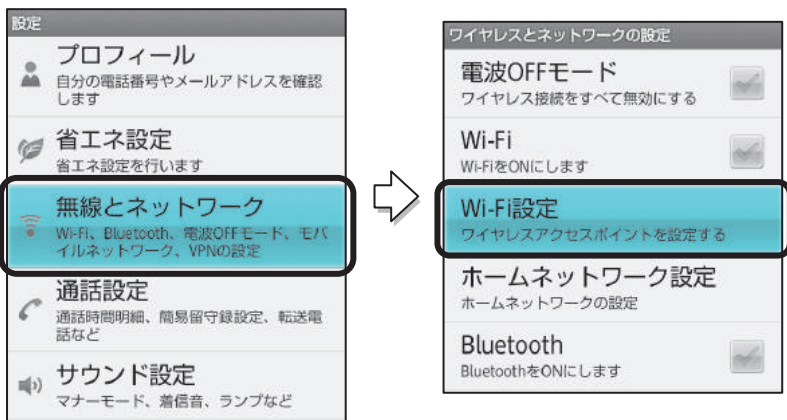 設定
プロフィール
自分の電話番号やメールアドレスを確認
します
省エネ設定
省エネ設定を行います
無線とネットワーク
Wi-Fi、Bluetooth、電波OFFモード、モバ
イルネットワーク、VPNの設定
通話設定
通話時間明細、簡易留守録設定、転送電
話など
サウンド設定
マナーモード、着信音、ランプなど
ワイヤレスとネットワークの設定
電波OFFモード
ワイヤレス接続をすべて無効にする
Wi-Fi
Wi-FiをONにします
Wi-Fi設定
ワイヤレスアクセスポイントを設定する
ホームネットワーク設定
ホームネットワークの設定
Bluetooth
BluetoothをONにします